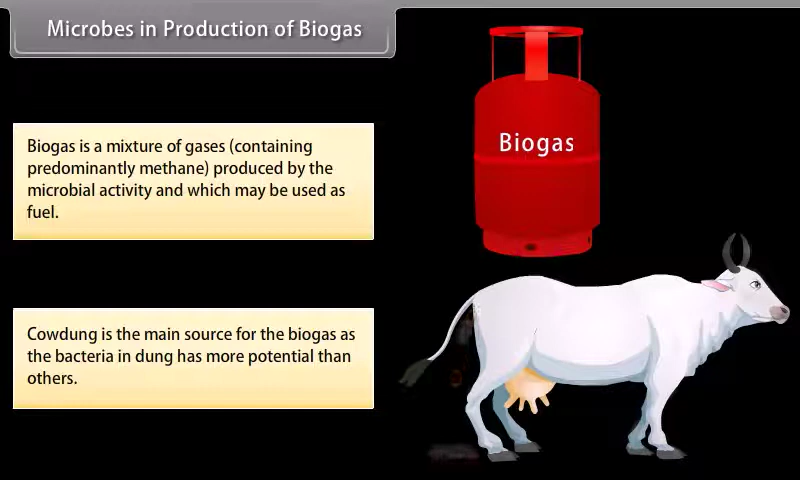 Microbes in Production of Biogas
Biogas is a mixture of gases (containing
predominantly methane) produced by the
microbial activity and which may be used as
fuel.
Biogas
Cowdung is the main source for the biogas as
the bacteria in dung has more potential than
others.